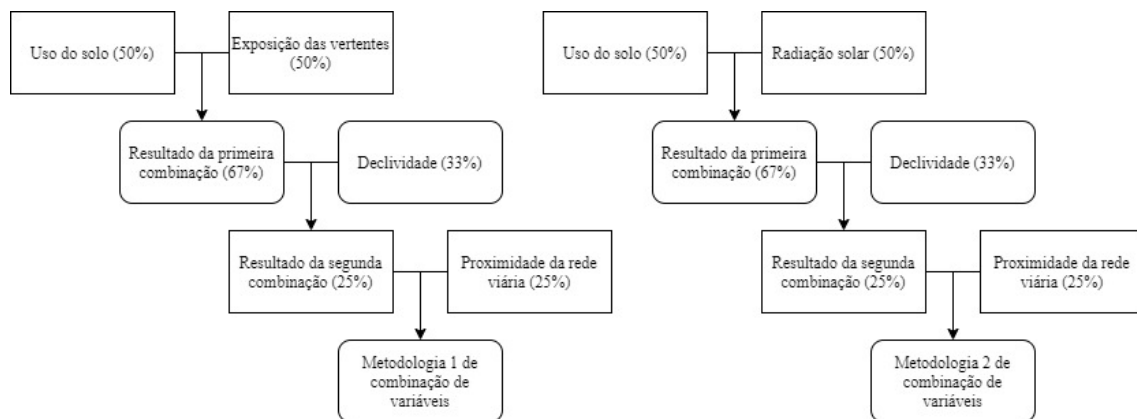 Uso do solo (50%)
Exposição das vertentes
(50%)
Resultado da primeira
combinação (67%)
Declividade (33%)
Resultado da segunda
combinação (25%)
Proximidade da rede
viária (25%)
Metodologia 1 de
combinação de
variáveis
Uso do solo (50%)
Radiação solar (50%)
Resultado da primeira
combinação (67%)
Declividade (33%)
Resultado da segunda
combinação (25%)
Proximidade da rede
viária (25%)
Metodologia 2 de
combinação de
variáveis